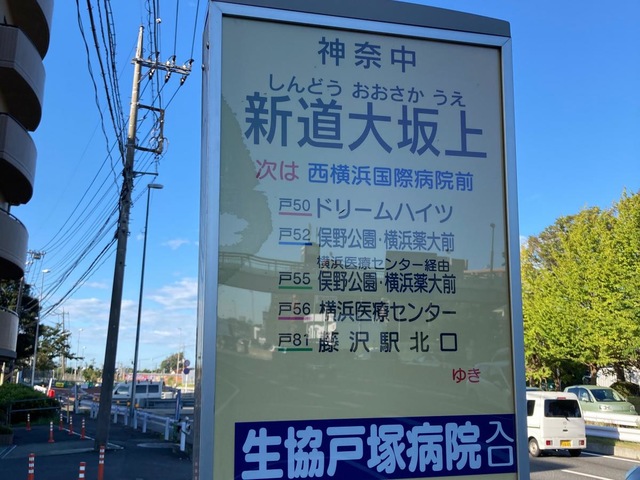 神奈中
しんどう おおさか うえ
新道大坂上
次は 西横浜国際病院前
戸50 ドリームハイツ
戸52 俣野公園・横浜薬大前
横浜医療センター経由
戸55 俣野公園・横浜薬大前
戸56 横浜医療センター
戸81 藤沢駅北口
ゆき
生協戸塚病院入口